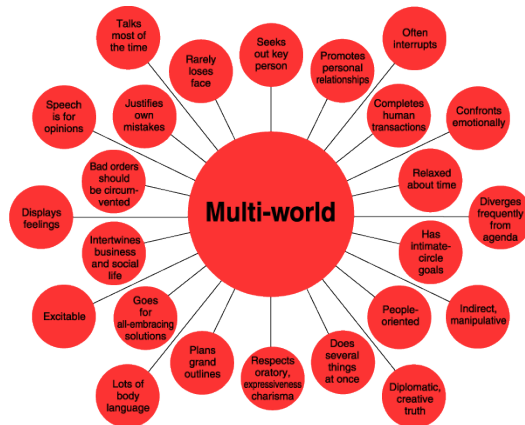 Talks
most of
the time
Rarely
loses
face
Seeks
out key
person
Promotes
personal
relationships
Often
interrupts
Speech
is for
opinions
Justifies
own
mistakes
Completes
human
transactions
Confronts
emotionally
Bad orders
should
be circum-
vented
Relaxed
about time
Displays
feelings
Multi-world
Diverges
frequently
from
agenda
Intertwines
business
and social
life
Has
intimate-
circle
goals
Excitable
Goes
for
all-embracing
solutions
People-
oriented
Indirect,
manipulative
Plans
grand
outlines
Respects
oratory,
expressiveness
charisma
Does
several
things
at once
Lots of
body
language
Diplomatic,
creative
truth